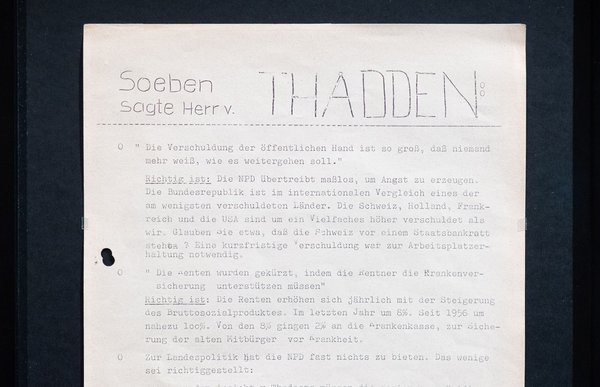 Soeben
sagte Herr v. THADDEN:
o " Die Verschuldung der öffentlichen Hand ist so groß, daß niemand
mehr weiß, wie es weitergehen soll."
Richtig ist: Die NPD übertreibt maßlos, um Angst zu erzeugen.
Die Bundesrepublik ist im internationalen Vergleich eines der
am wenigsten verschuldeten Länder. Die Schweiz, Holland, Frank-
reich und die USA sind um ein Vielfaches höher verschuldet als
wir. Glauben Sie etwa, daß die Schweiz vor einem Staatsbankratt
stehta ? Eine kurzfristige Verschuldung war zur Arbeitsplatzer-
haltung notwendig.
o " Die Renten wurden gekürzt, indem die Rentner die Krankenver-
sicherung unterstützen müssen"
Richtig ist: Die Renten erhöhen sich jährlich mit der Steigerung
des Bruttosozialproduktes. Im letzten Jahr um 8%. Seit 1956 um
nahezu loc%. Von den 8% gingen 2% an die Krankenkasse, zur Siche-
rung der alten Mitbürger vor Krankheit.
o Zur Landespolitik hat die NPD fast nichts zu bieten. Das wenige
sei richtiggestellt: